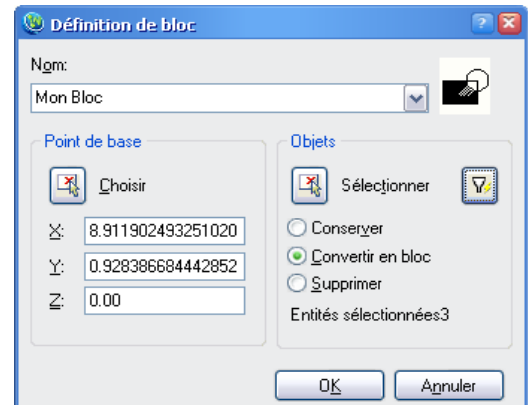 Définition de bloc
Nom:
Mon Bloc
Point de base
Choisir
X: 8.911902493251020
Y: 0.928386684442852
Z: 0.00
Objets
Sélectionner
Conserver
Convertir en bloc
Supprimer
Entités sélectionnées3
OK Annuler